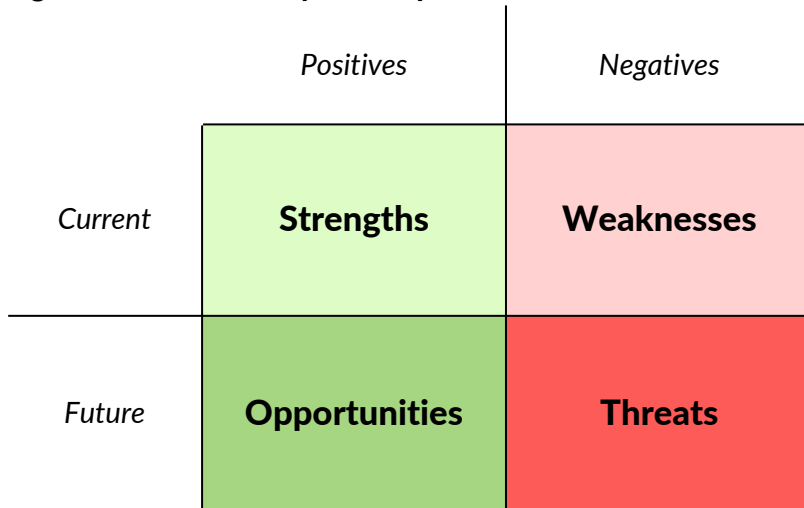 Positives Negatives
Current Strengths Weaknesses
Future Opportunities Threats